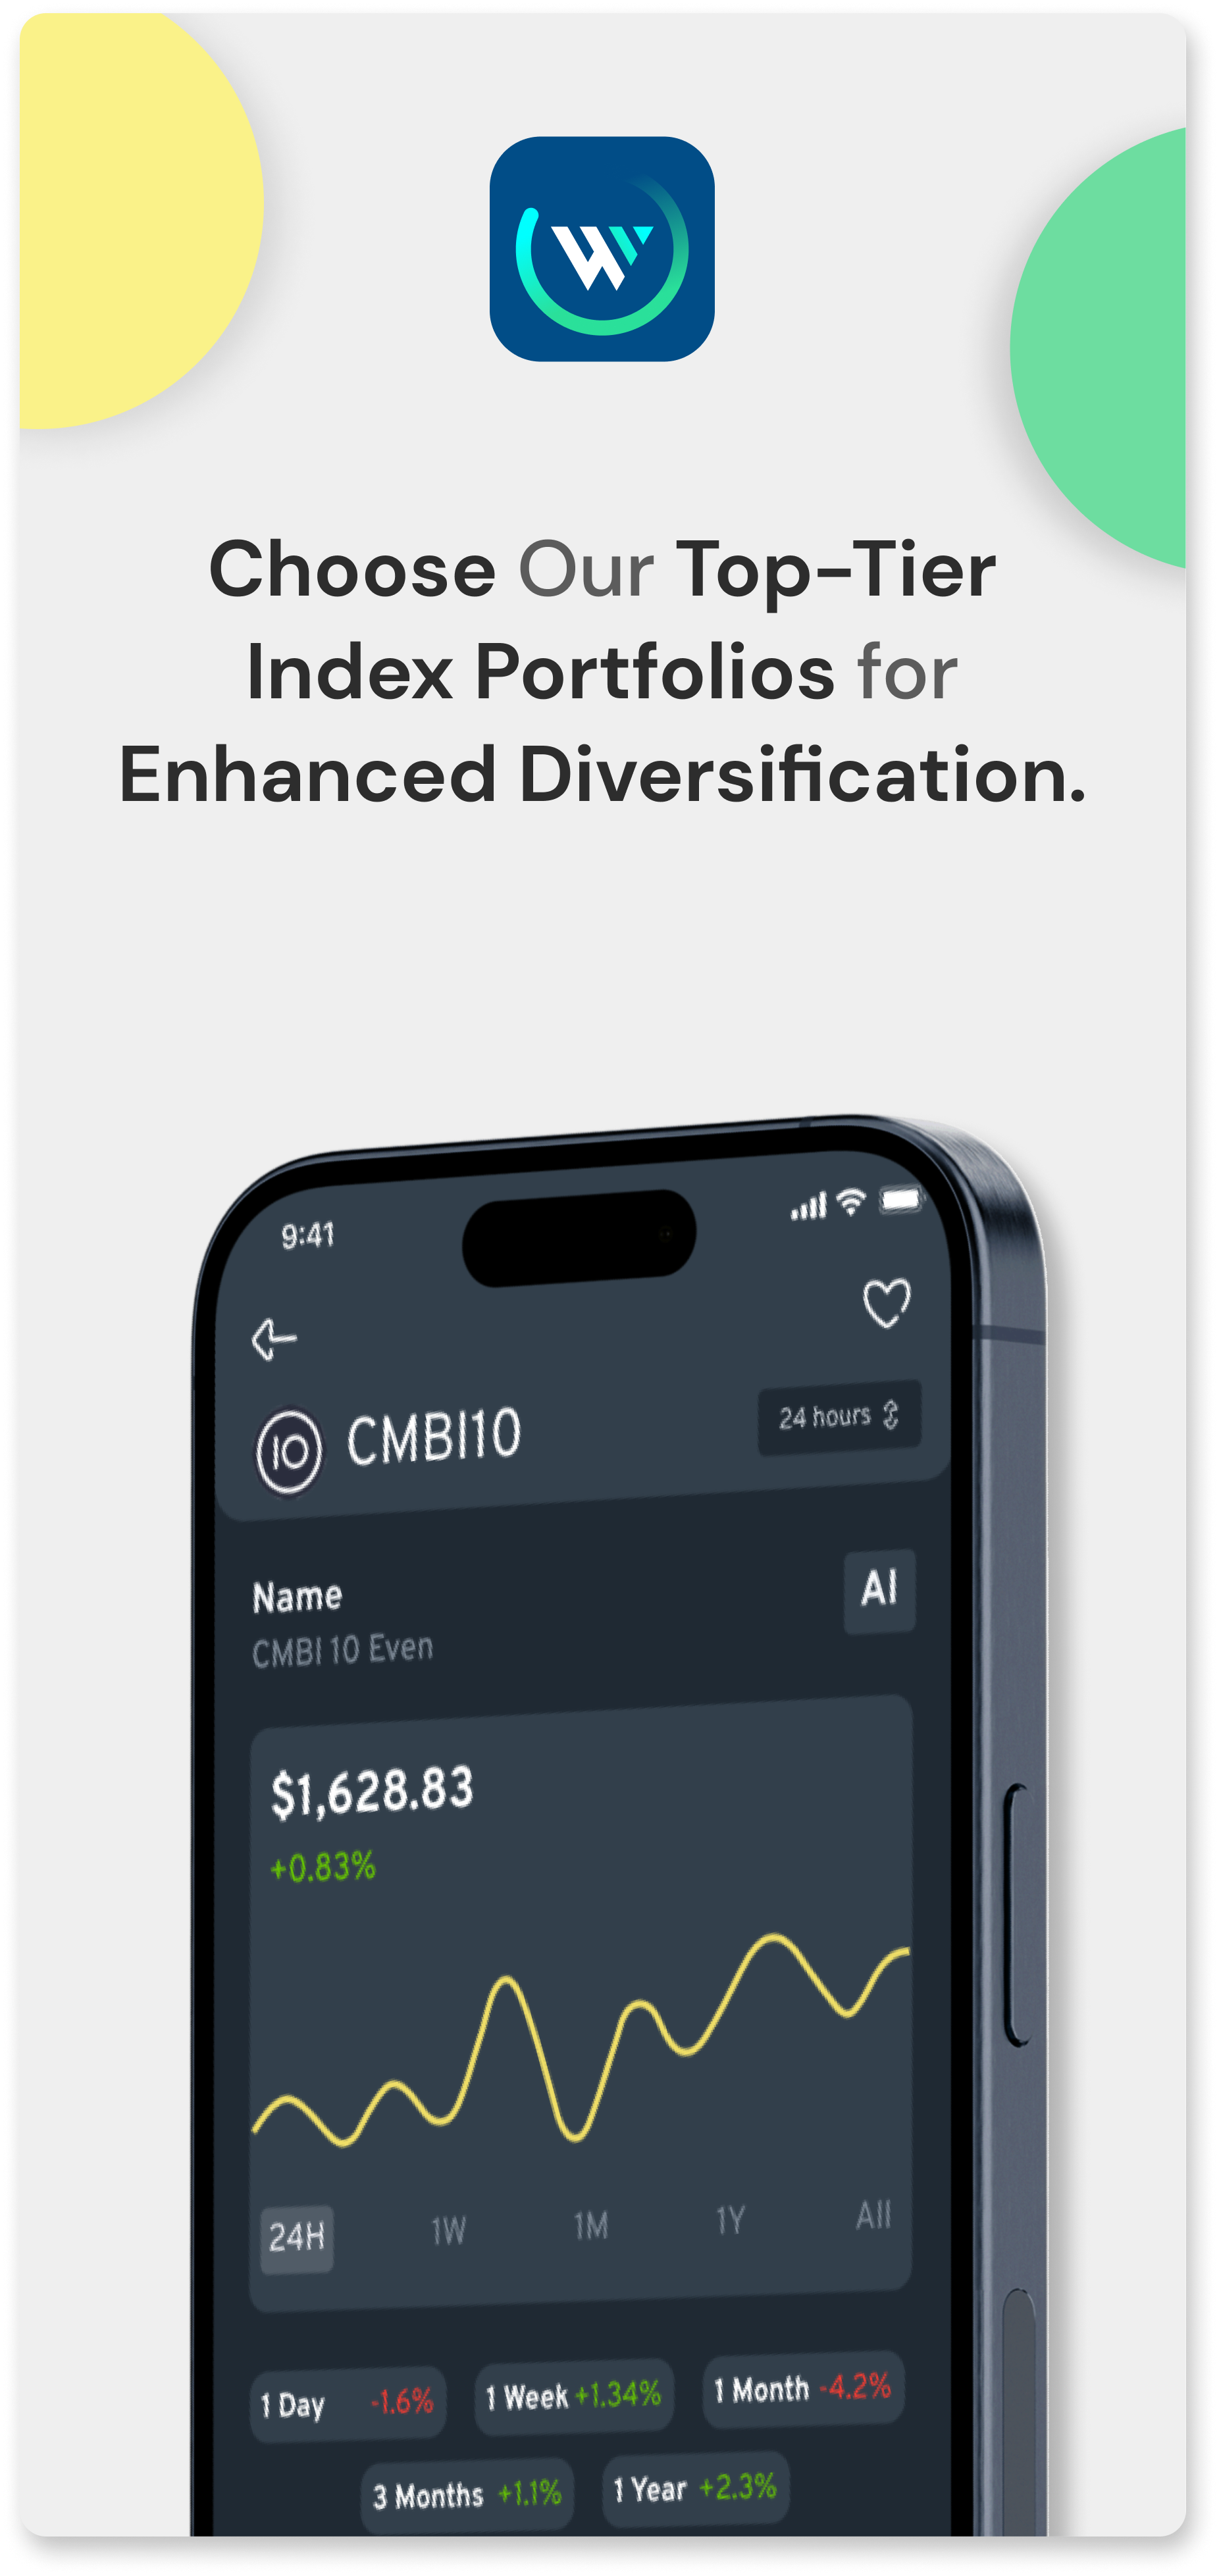 Choose Our Top-Tier
Index Portfolios for
Enhanced Diversification.
9:41
10 CMBI10
24 hours
Name
CMBI 10 Even
AI
$1,628.83
+0.83%
24H 1W 1M 1Y All
1 Day -1.6% 1 Week +1.34% 1 Month -4.2%
3 Months +1.1% 1 Year +2.3%